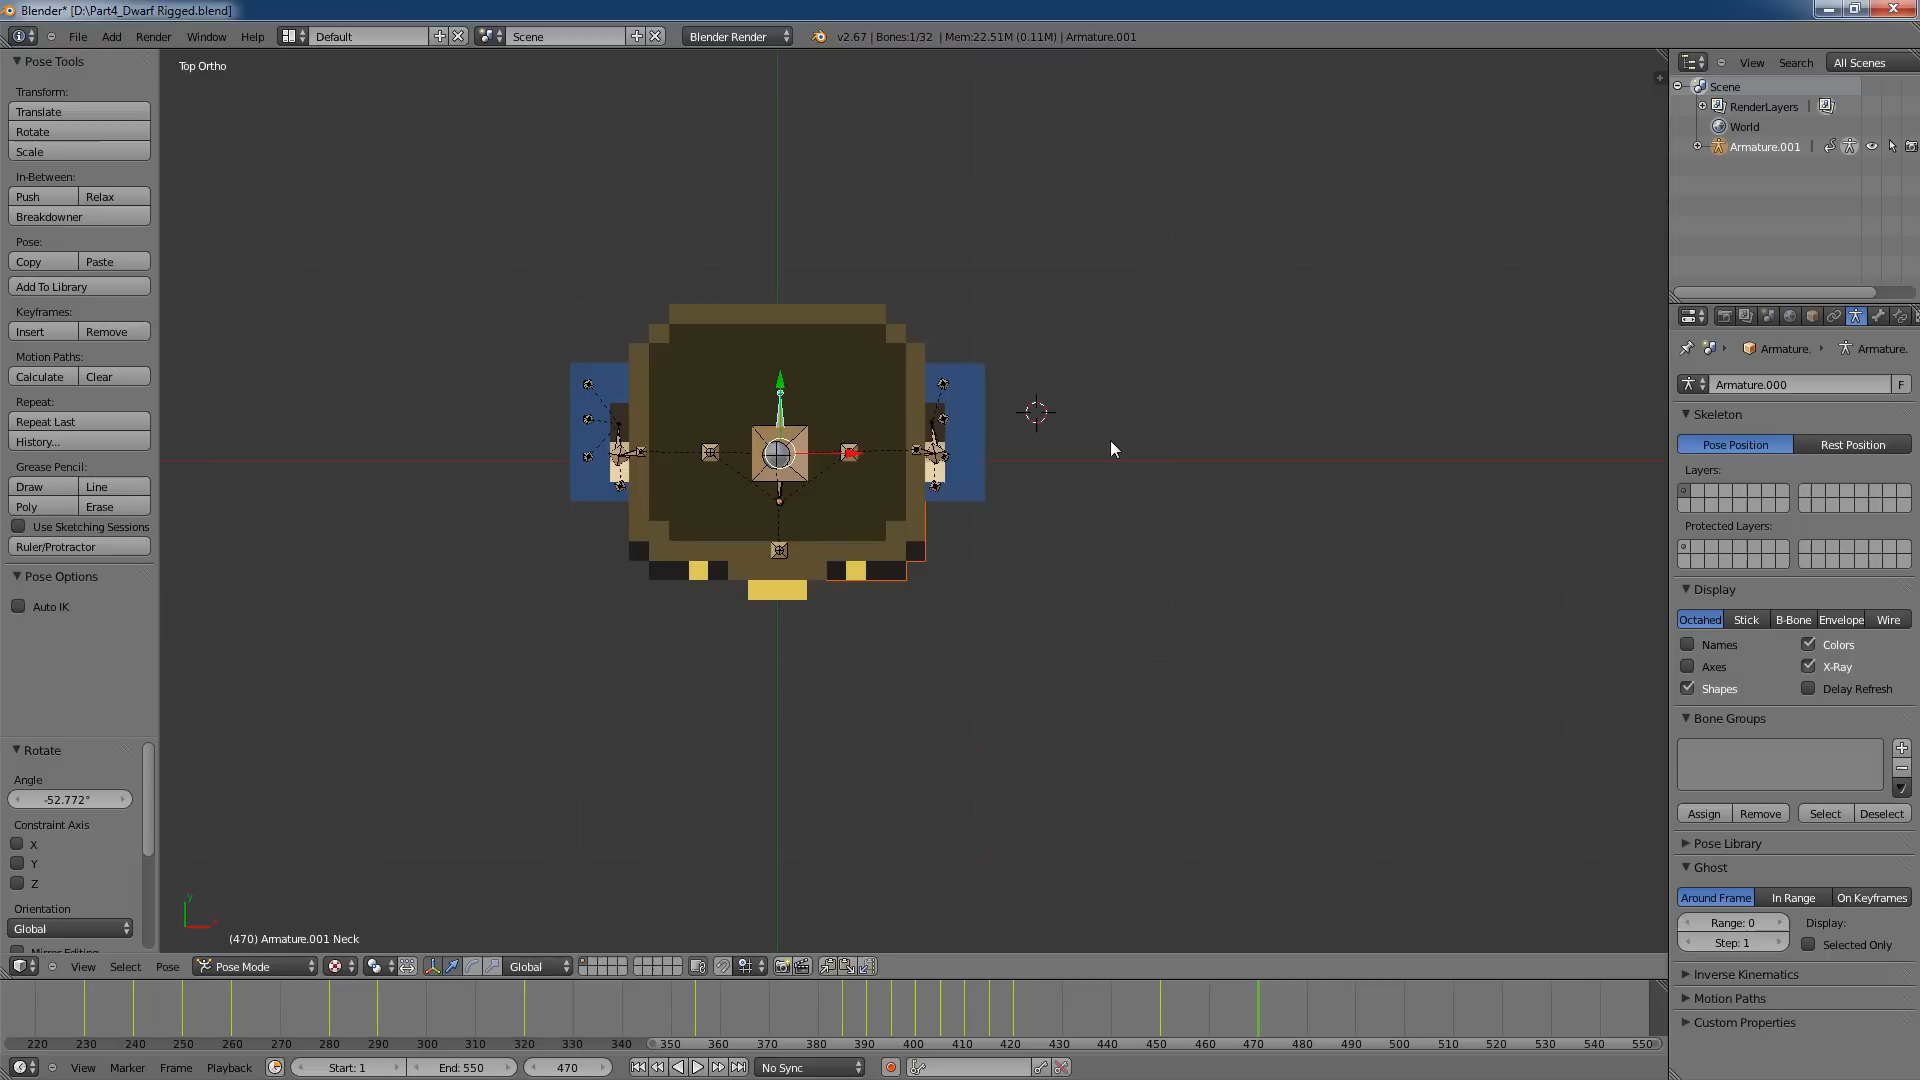 Blender* [D:\Part4_Dwarf Rigged.blend]
File Add Render Window Help Default Scene Blender Render v2.67 | Bones:1/32 | Mem:22.51M (0.11M) | Armature.001
Pose Tools
Transform:
Translate
Rotate
Scale
In-Between:
Push Relax
Breakdowner
Pose:
Copy Paste
Add To Library
Keyframes:
Insert Remove
Motion Paths:
Calculate Clear
Repeat:
Repeat Last
History...
Grease Pencil:
Draw Line
Poly Erase
Use Sketching Sessions
Ruler/Protractor
Pose Options
Auto IK
Rotate
Angle
-52.772°
Constraint Axis
X
Y
Z
Orientation
Global
Top Ortho
y
(470) Armature.001 Neck
View Select Pose Pose Mode Global
View Search All Scenes
Scene
RenderLayers
World
Armature.001
Armature. Armature.
Armature.000 F
Skeleton
Pose Position Rest Position
Layers:
Protected Layers:
Display
Octahed Stick B-Bone Envelope Wire
Names Colors
Axes X-Ray
Shapes Delay Refresh
Bone Groups
Assign Remove Select Deselect
Pose Library
Ghost
Around Frame In Range On Keyframes
Range: 0 Display:
Step: 1 Selected Only
Inverse Kinematics
Motion Paths
Custom Properties
220 230 240 250 260 270 280 290 300 310 320 330 340 350 360 370 380 390 400 410 420 430 440 450 460 470 480 490 500 510 520 530 540 550
View Marker Frame Playback Start: 1 End: 550 470 No Sync